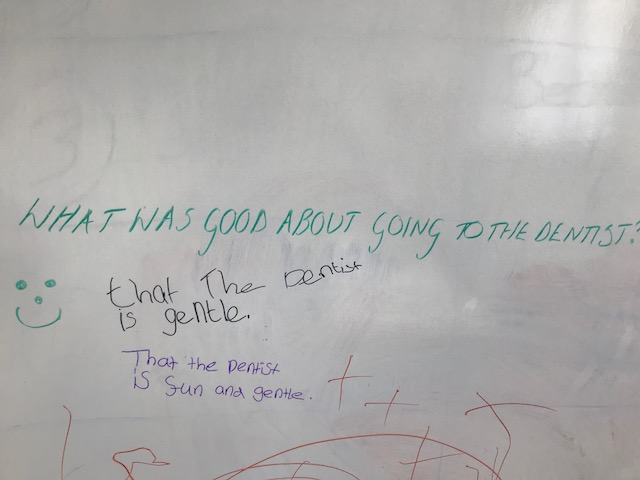 WHAT WAS GOOD ABOUT GOING TO THE DENTIST?
that The Dentist
is gentle.
That the Dentist
is fun and gentle.